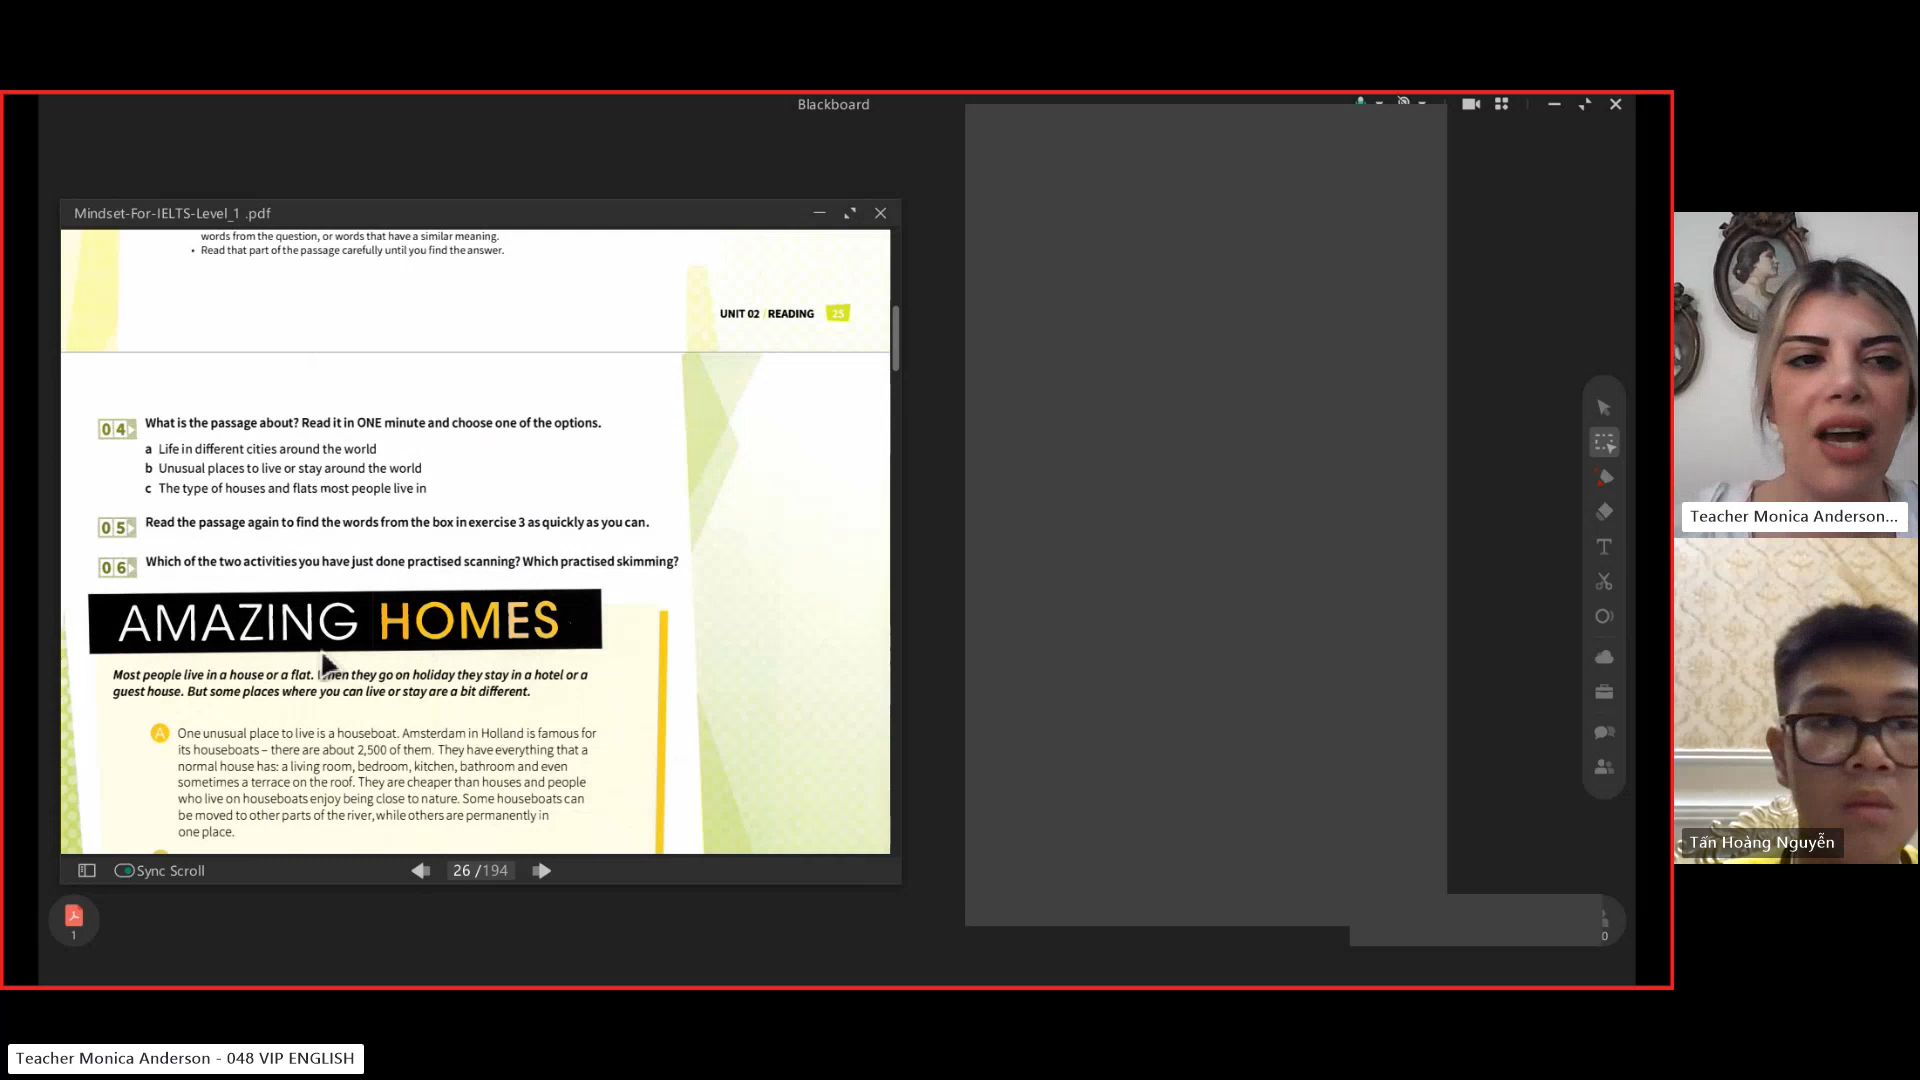 Blackboard
Mindset-For-IELTS-Level_1 .pdf
words from the question, or words that have a similar meaning.
• Read that part of the passage carefully until you find the answer.
UNIT 02 / READING 25
04 What is the passage about? Read it in ONE minute and choose one of the options.
a Life in different cities around the world
b Unusual places to live or stay around the world
c The type of houses and flats most people live in
05 Read the passage again to find the words from the box in exercise 3 as quickly as you can.
06 Which of the two activities you have just done practised scanning? Which practised skimming?
AMAZING HOMES
Most people live in a house or a flat. When they go on holiday they stay in a hotel or a
guest house. But some places where you can live or stay are a bit different.
A One unusual place to live is a houseboat. Amsterdam in Holland is famous for
its houseboats – there are about 2,500 of them. They have everything that a
normal house has: a living room, bedroom, kitchen, bathroom and even
sometimes a terrace on the roof. They are cheaper than houses and people
who live on houseboats enjoy being close to nature. Some houseboats can
be moved to other parts of the river, while others are permanently in
one place.
Sync Scroll
26 /194
1
0
Teacher Monica Anderson...
Tấn Hoàng Nguyễn
Teacher Monica Anderson - 048 VIP ENGLISH